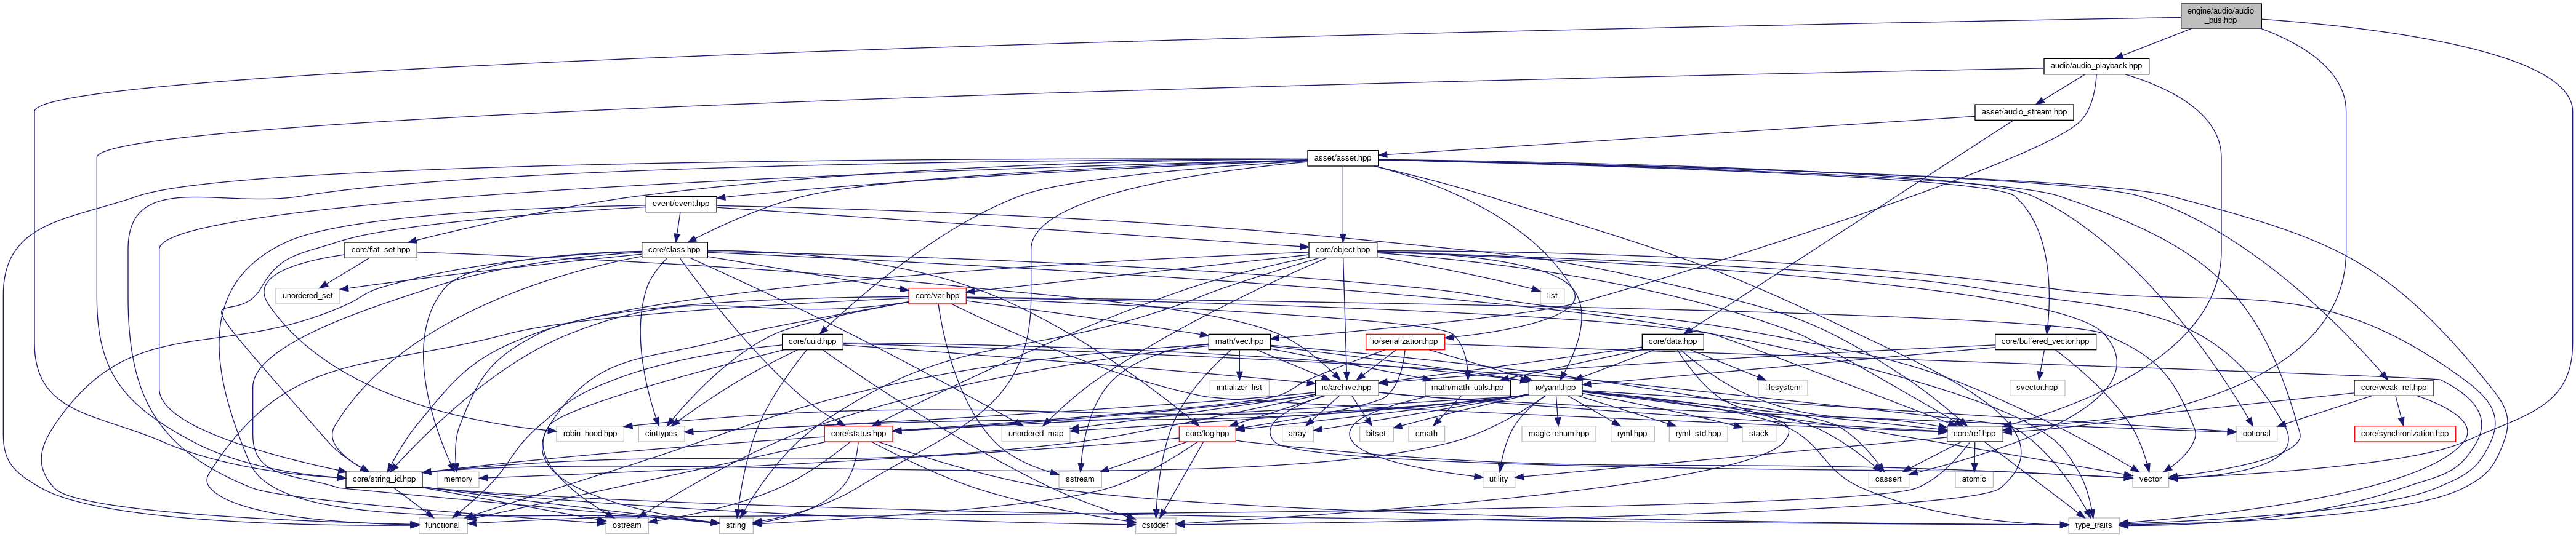 engine/audio/audio
_bus.hpp
audio/audio_playback.hpp
asset/audio_stream.hpp
asset/asset.hpp
event/event.hpp
core/flat_set.hpp
core/class.hpp
core/object.hpp
unordered_set
core/var.hpp
list
core/uuid.hpp
math/vec.hpp
io/serialization.hpp
core/data.hpp
core/buffered_vector.hpp
initializer_list
io/archive.hpp
math/math_utils.hpp
io/yaml.hpp
filesystem
svector.hpp
core/weak_ref.hpp
robin_hood.hpp
cinttypes
core/status.hpp
unordered_map
core/log.hpp
array
bitset
cmath
magic_enum.hpp
ryml.hpp
ryml_std.hpp
stack
core/ref.hpp
optional
core/synchronization.hpp
core/string_id.hpp
memory
sstream
utility
cassert
atomic
vector
functional
ostream
string
cstddef
type_traits